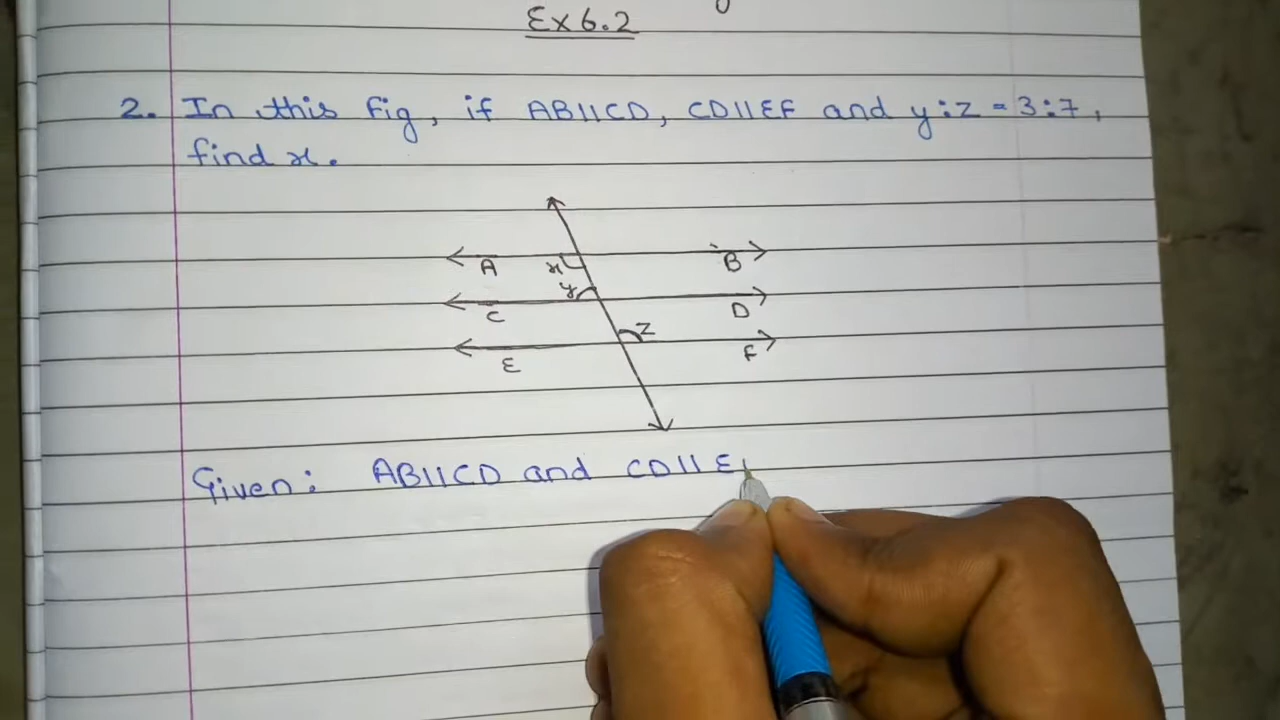 Ex 6.2
2. In this Fig, if AB||CD, CD||EF and y:z = 3:7,
find x.
A B
x
y
C D
z
E F
Given: AB||CD and CD||E